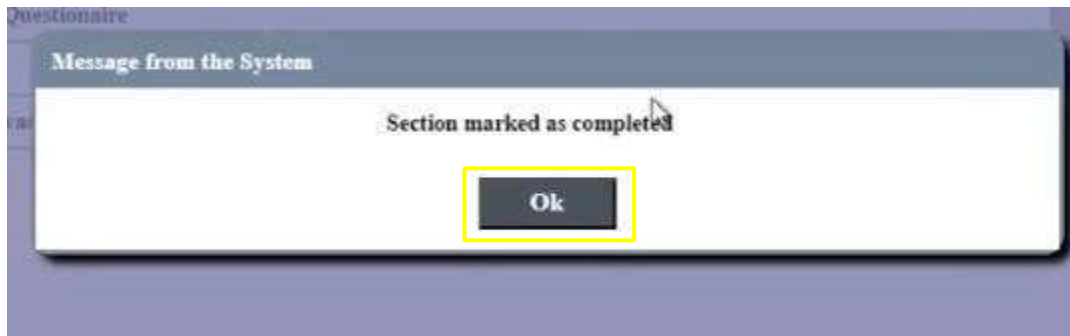 Questionaire
Message from the System
Section marked as completed
Ok